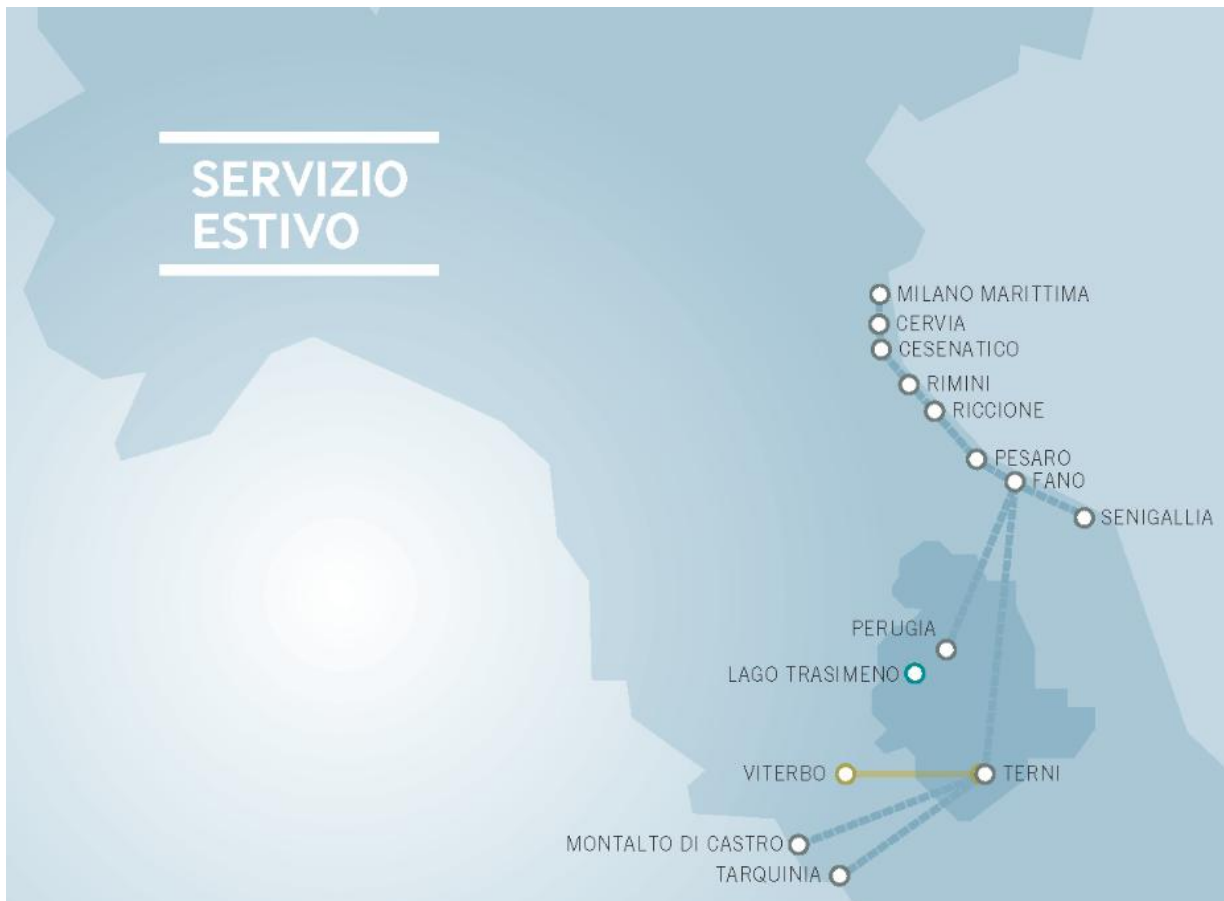 SERVIZIO
ESTIVO
MILANO MARITTIMA
CERVIA
CESENATICO
RIMINI
RICCIONE
PESARO
FANO
SENIGALLIA
PERUGIA
LAGO TRASIMENO
VITERBO
TERNI
MONTALTO DI CASTRO
TARQUINIA